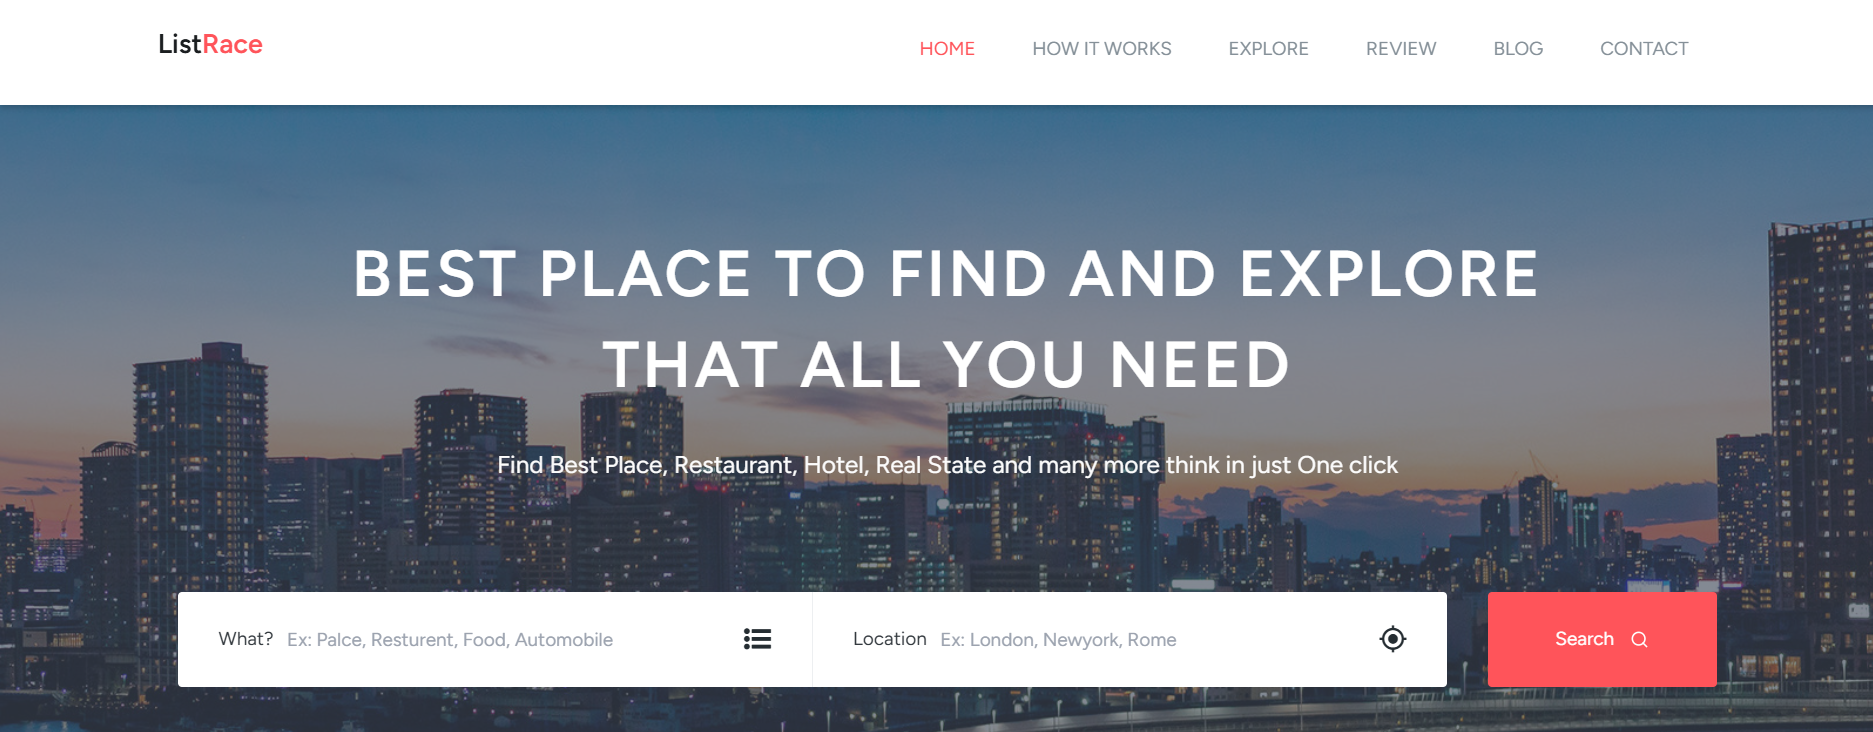 ListRace
HOME HOW IT WORKS EXPLORE REVIEW BLOG CONTACT
BEST PLACE TO FIND AND EXPLORE
THAT ALL YOU NEED
Find Best Place, Restaurant, Hotel, Real State and many more think in just One click
What? Ex: Palce, Resturent, Food, Automobile
Location Ex: London, Newyork, Rome
Search